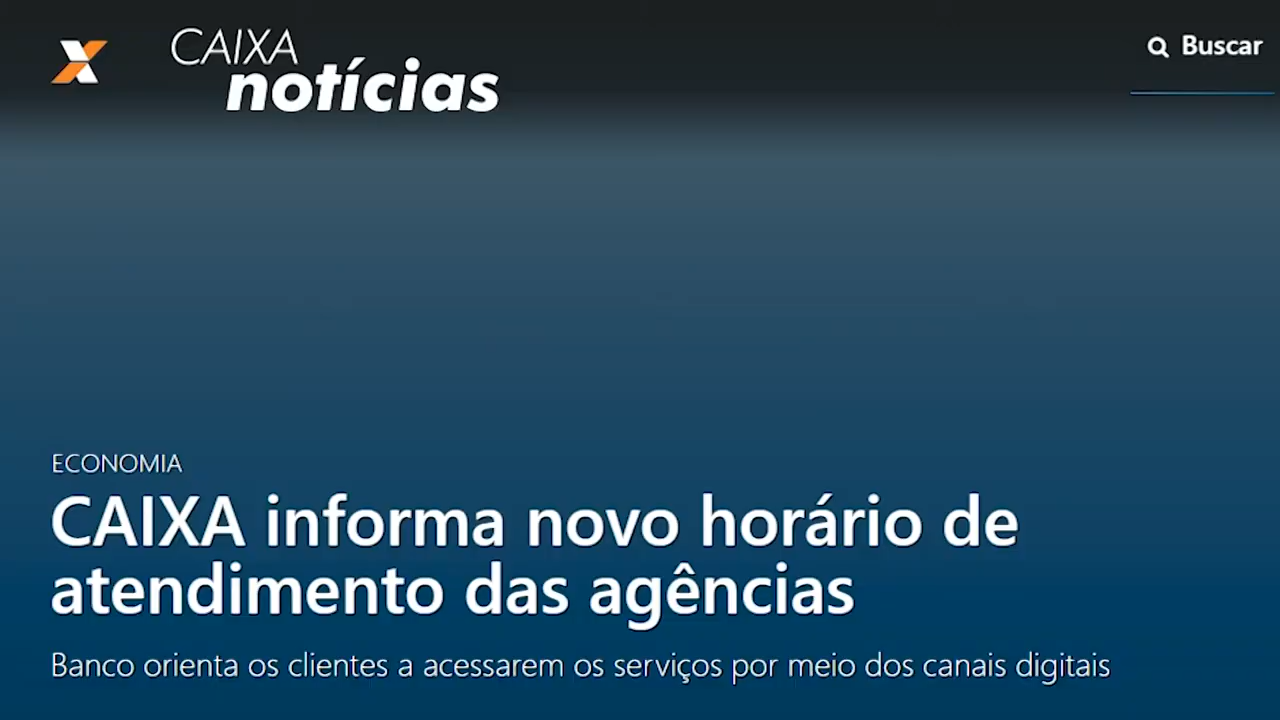 CAIXA
notícias
Buscar
ECONOMIA
CAIXA informa novo horário de
atendimento das agências
Banco orienta os clientes a acessarem os serviços por meio dos canais digitais